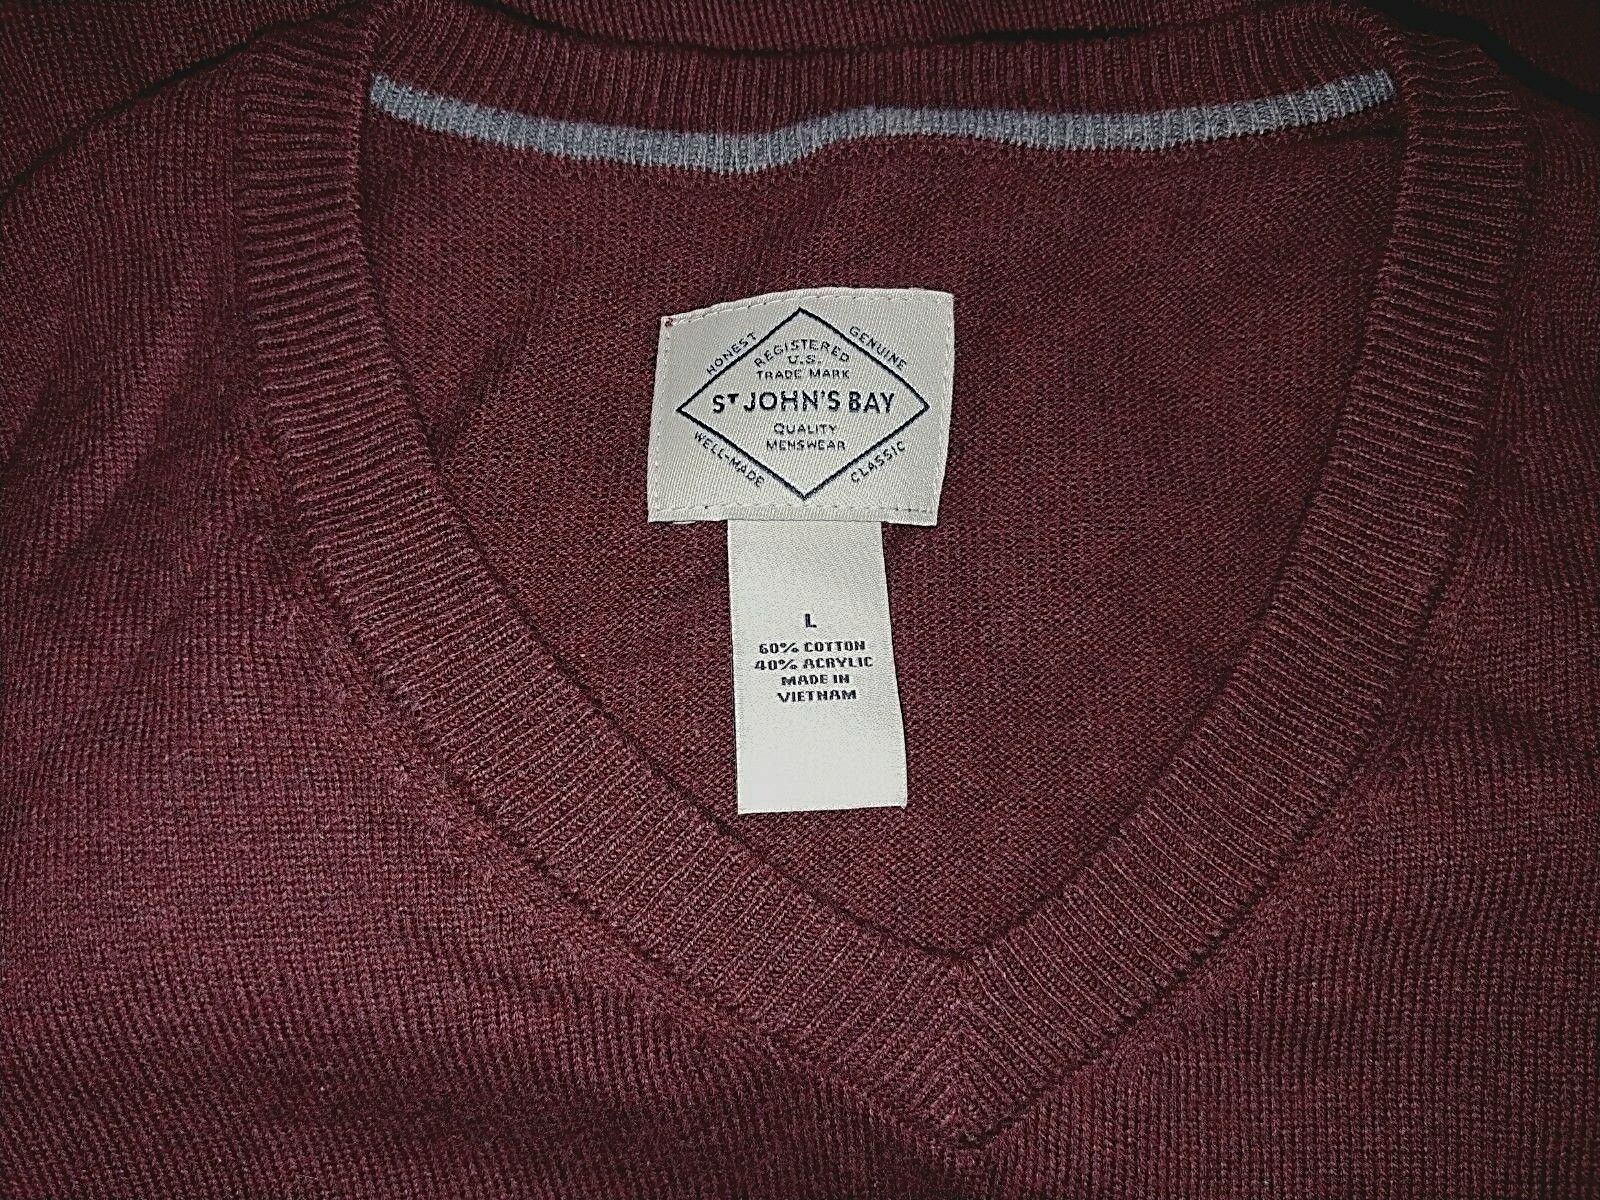 HONEST
GENUINE
REGISTERED
U.S.
TRADE MARK
ST JOHN'S BAY
QUALITY
MENSWEAR
WELL-MADE
CLASSIC
L
60% COTTON
40% ACRYLIC
MADE IN
VIETNAM